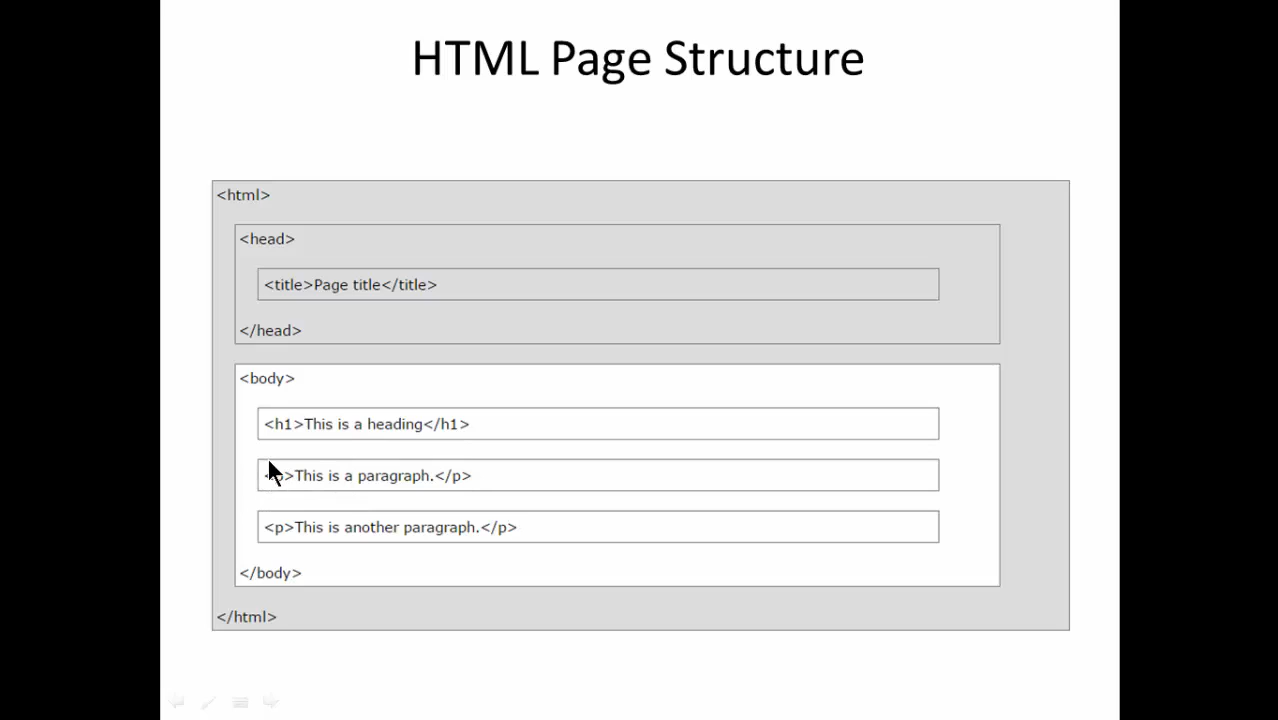 HTML Page Structure
<html>
<head>
<title>Page title</title>
</head>
<body>
<h1>This is a heading</h1>
<p>This is a paragraph.</p>
<p>This is another paragraph.</p>
</body>
</html>